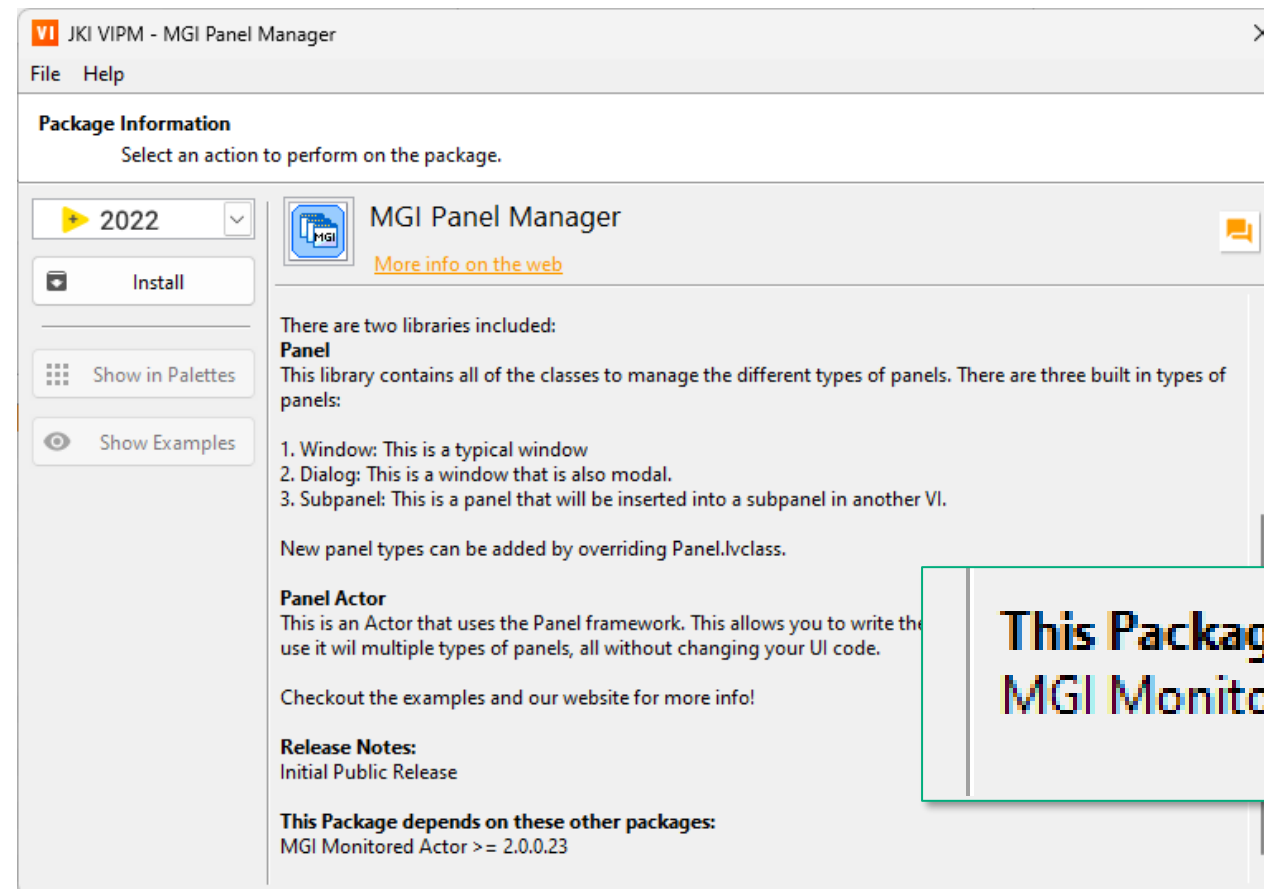 VI JKI VIPM - MGI Panel Manager
File Help
Package Information
Select an action to perform on the package.
2022
Install
Show in Palettes
Show Examples
MGI
MGI Panel Manager
More info on the web
There are two libraries included:
Panel
This library contains all of the classes to manage the different types of panels. There are three built in types of
panels:
1. Window: This is a typical window
2. Dialog: This is a window that is also modal.
3. Subpanel: This is a panel that will be inserted into a subpanel in another VI.
New panel types can be added by overriding Panel.lvclass.
Panel Actor
This is an Actor that uses the Panel framework. This allows you to write the
use it wil multiple types of panels, all without changing your UI code.
Checkout the examples and our website for more info!
Release Notes:
Initial Public Release
This Package depends on these other packages:
MGI Monitored Actor >= 2.0.0.23
This Packag
MGI Monito